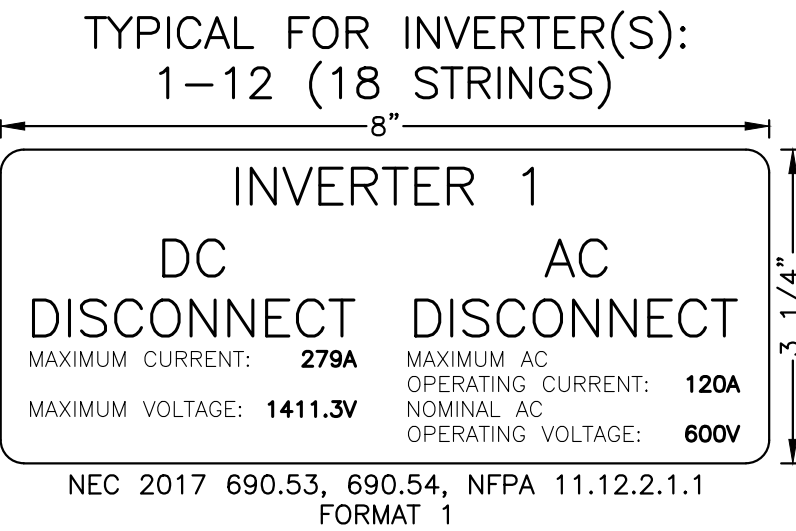 TYPICAL FOR INVERTER(S):
1-12 (18 STRINGS)
8"
INVERTER 1
DC
DISCONNECT
MAXIMUM CURRENT: 279A
MAXIMUM VOLTAGE: 1411.3V
AC
DISCONNECT
MAXIMUM AC
OPERATING CURRENT: 120A
NOMINAL AC
OPERATING VOLTAGE: 600V
3 1/4"
NEC 2017 690.53, 690.54, NFPA 11.12.2.1.1
FORMAT 1